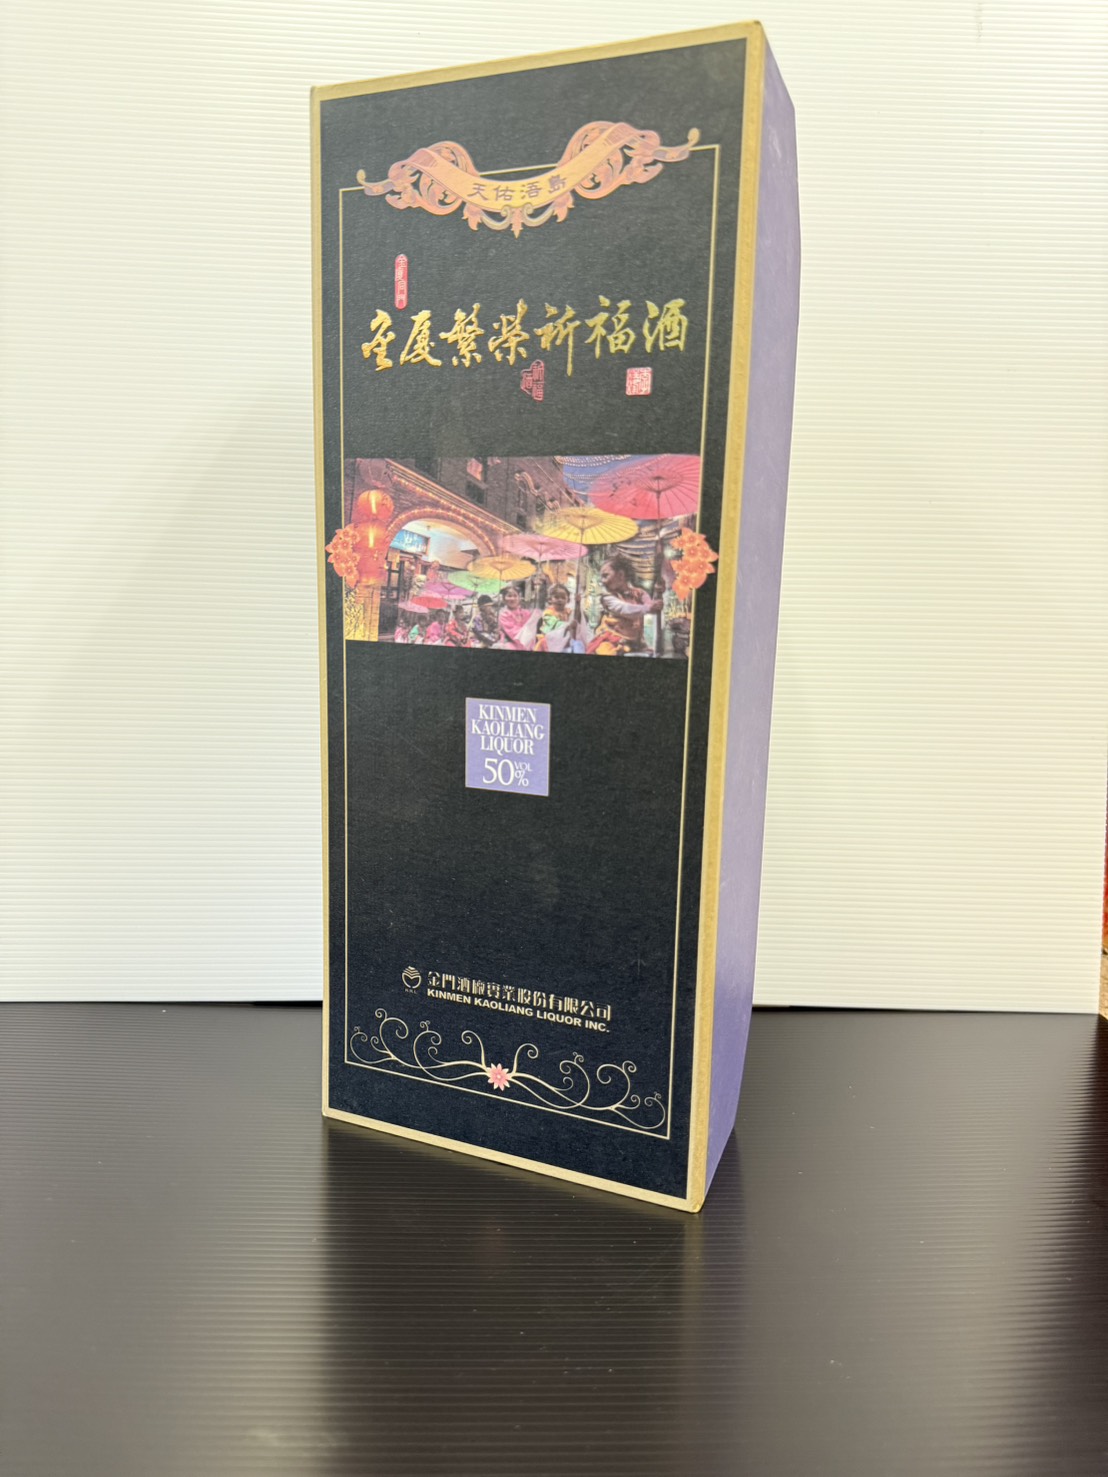 天佑浯島
金廈繁榮祈福酒
KINMEN
KAOLIANG
LIQUOR
50VOL%
金門酒廠實業股份有限公司
KINMEN KAOLIANG LIQUOR INC.